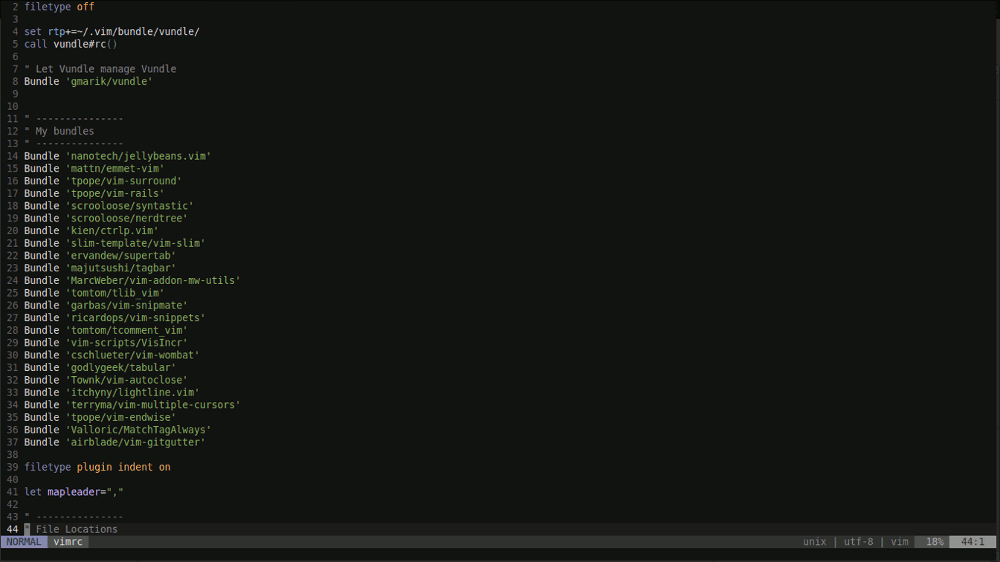 2 filetype off
3
4 set rtp+=~/.vim/bundle/vundle/
5 call vundle#rc()
6
7 " Let Vundle manage Vundle
8 Bundle 'gmarik/vundle'
9
10
11 " ---------------
12 " My bundles
13 " ---------------
14 Bundle 'nanotech/jellybeans.vim'
15 Bundle 'mattn/emmet-vim'
16 Bundle 'tpope/vim-surround'
17 Bundle 'tpope/vim-rails'
18 Bundle 'scrooloose/syntastic'
19 Bundle 'scrooloose/nerdtree'
20 Bundle 'kien/ctrlp.vim'
21 Bundle 'slim-template/vim-slim'
22 Bundle 'ervandew/supertab'
23 Bundle 'majutsushi/tagbar'
24 Bundle 'MarcWeber/vim-addon-mw-utils'
25 Bundle 'tomtom/tlib_vim'
26 Bundle 'garbas/vim-snipmate'
27 Bundle 'ricardops/vim-snippets'
28 Bundle 'tomtom/tcomment_vim'
29 Bundle 'vim-scripts/VisIncr'
30 Bundle 'cschlueter/vim-wombat'
31 Bundle 'godlygeek/tabular'
32 Bundle 'Townk/vim-autoclose'
33 Bundle 'itchyny/lightline.vim'
34 Bundle 'terryma/vim-multiple-cursors'
35 Bundle 'tpope/vim-endwise'
36 Bundle 'Valloric/MatchTagAlways'
37 Bundle 'airblade/vim-gitgutter'
38
39 filetype plugin indent on
40
41 let mapleader=","
42
43 " ---------------
44 " File Locations
NORMAL vimrc unix | utf-8 | vim 18% 44:1